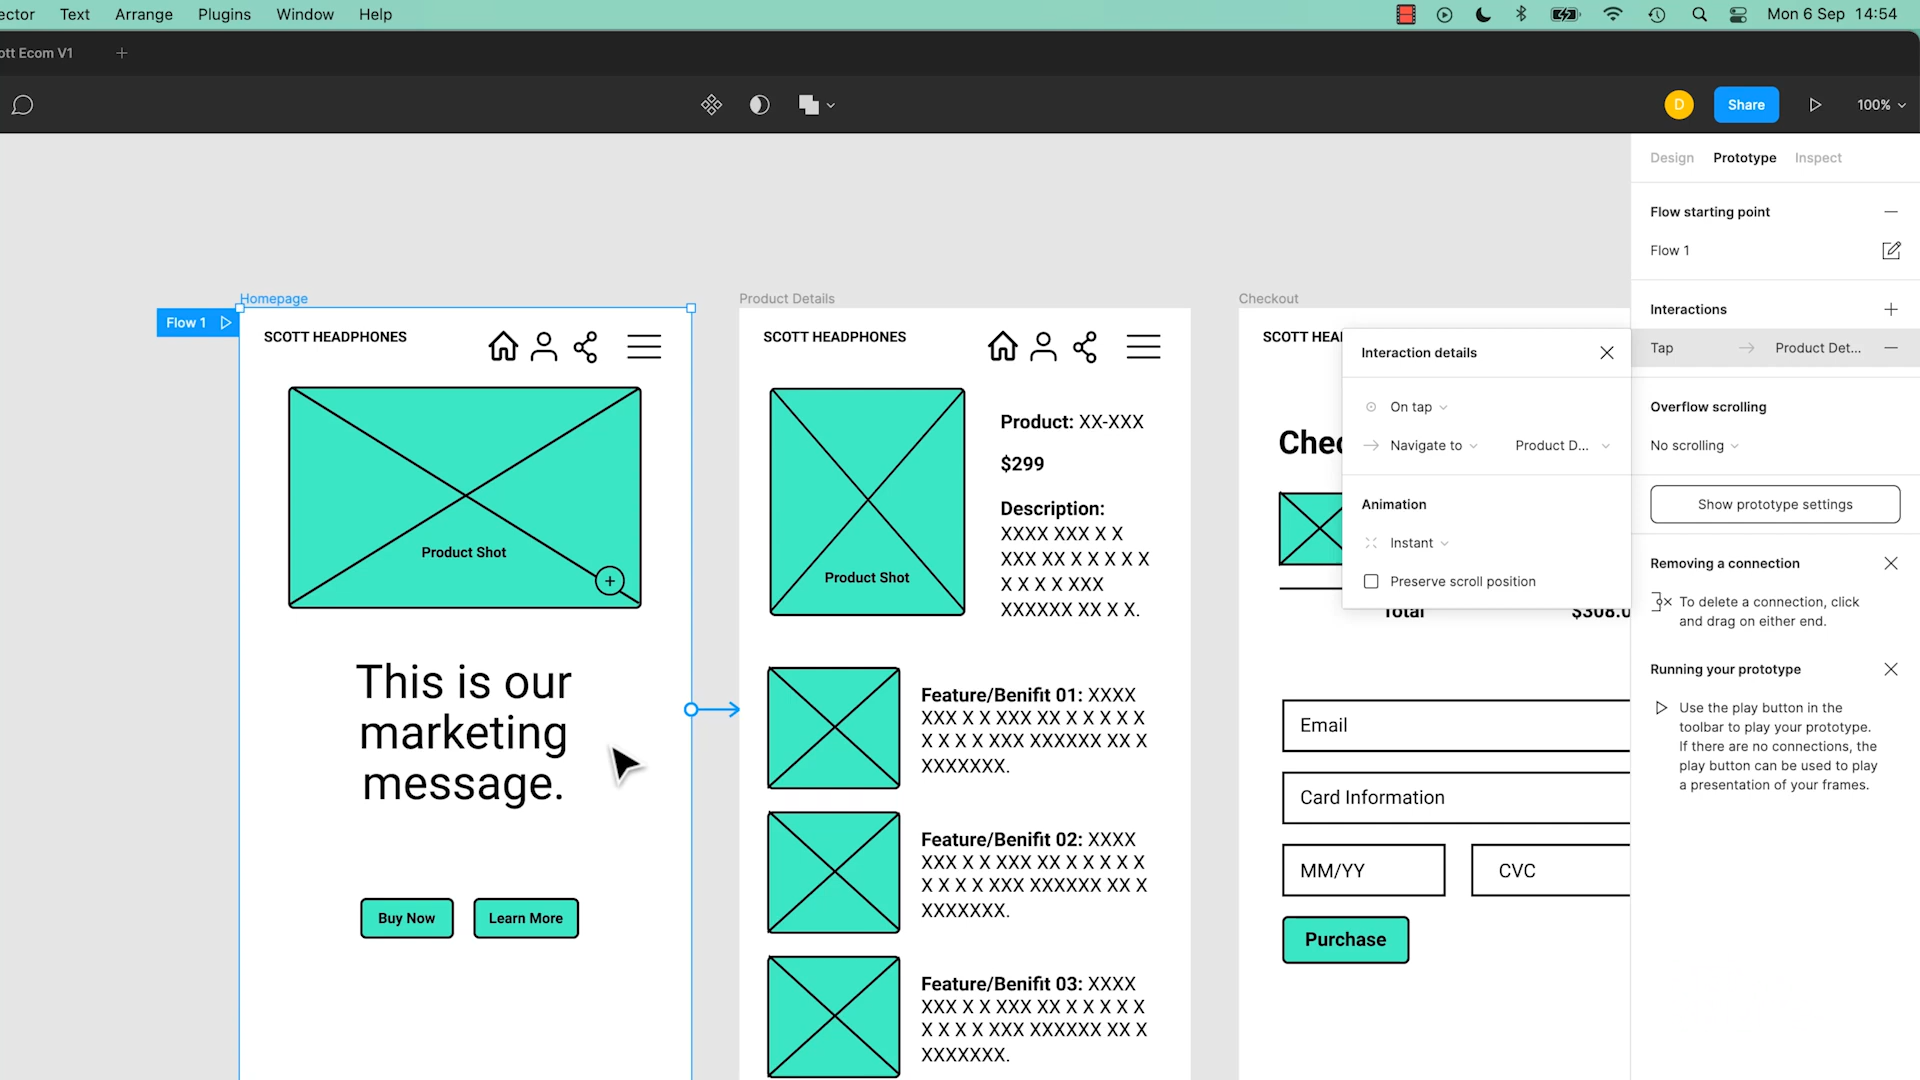 ector Text Arrange Plugins Window Help Mon 6 Sep 14:54
ott Ecom V1
D Share 100%
Design Prototype Inspect
Flow starting point
Flow 1
Interactions
Tap Product Det...
Overflow scrolling
No scrolling
Show prototype settings
Removing a connection
To delete a connection, click
and drag on either end.
Running your prototype
Use the play button in the
toolbar to play your prototype.
If there are no connections, the
play button can be used to play
a presentation of your frames.
Homepage
Flow 1
SCOTT HEADPHONES
Product Shot
This is our
marketing
message.
Buy Now Learn More
Product Details
SCOTT HEADPHONES
Product Shot
Product: XX-XXX
$299
Description:
XXXX XXX X X
XXX XX X X X X X
X X X X XXX
XXXXXX XX X X.
Feature/Benifit 01: XXXX
XXX X X XXX XX X X X X X
X X X X XXX XXXXXX XX X
XXXXXXX.
Feature/Benifit 02: XXXX
XXX X X XXX XX X X X X X
X X X X XXX XXXXXX XX X
XXXXXXX.
Feature/Benifit 03: XXXX
XXX X X XXX XX X X X X X
X X X X XXX XXXXXX XX X
XXXXXXX.
Checkout
SCOTT HEA
Chec
Interaction details
On tap
Navigate to Product D...
Animation
Instant
Preserve scroll position
Total $308.0
Email
Card Information
MM/YY CVC
Purchase